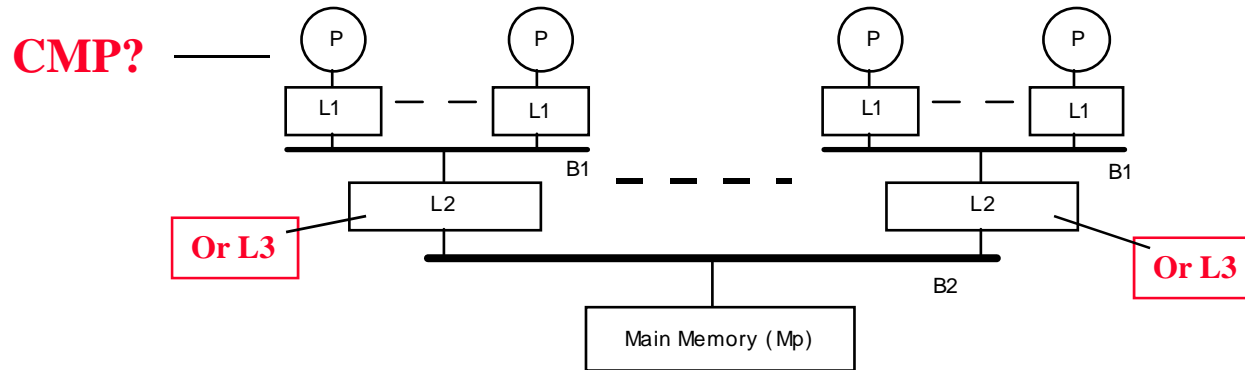 CMP?
P
P
P
P
L1
L1
L1
L1
B1
B1
L2
L2
Or L3
Or L3
B2
Main Memory (Mp)